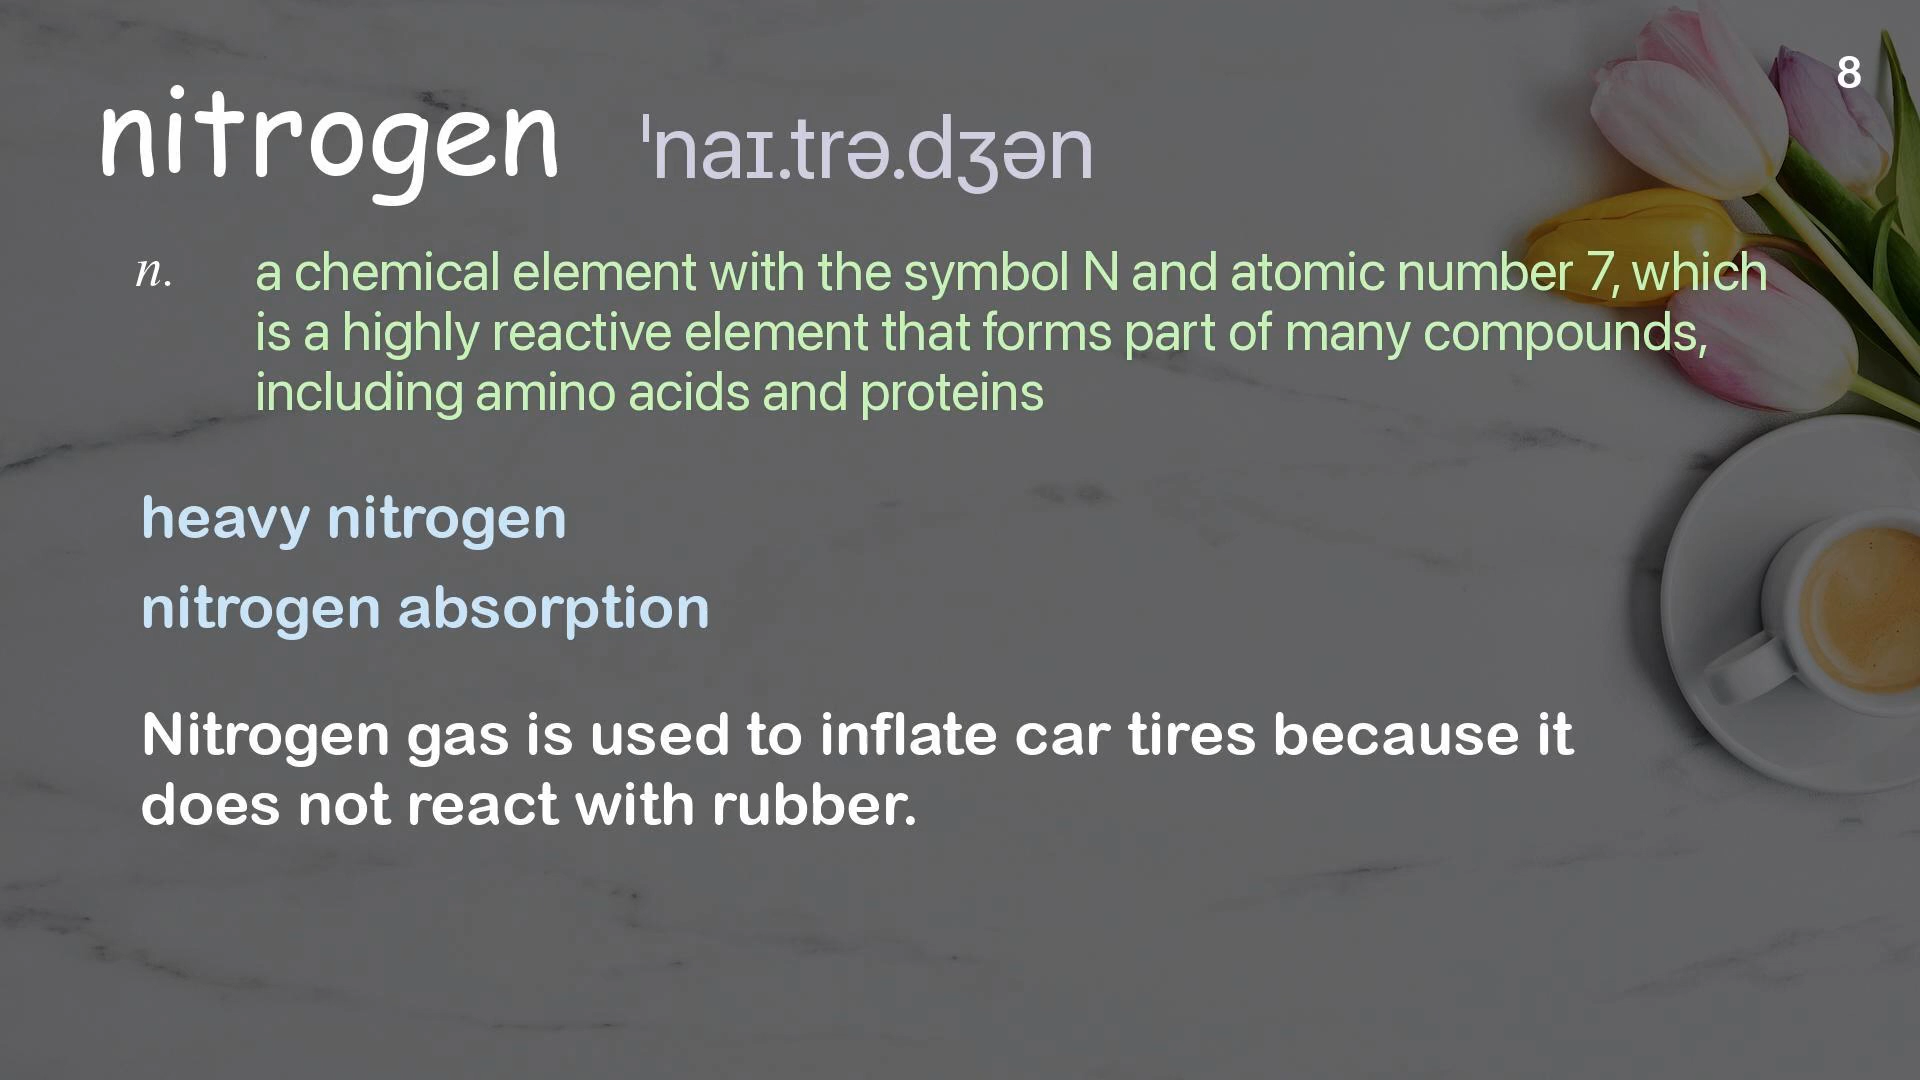 8
nitrogen ˈnaɪ.trə.dʒən
n. a chemical element with the symbol N and atomic number 7, which
is a highly reactive element that forms part of many compounds,
including amino acids and proteins
heavy nitrogen
nitrogen absorption
Nitrogen gas is used to inflate car tires because it
does not react with rubber.